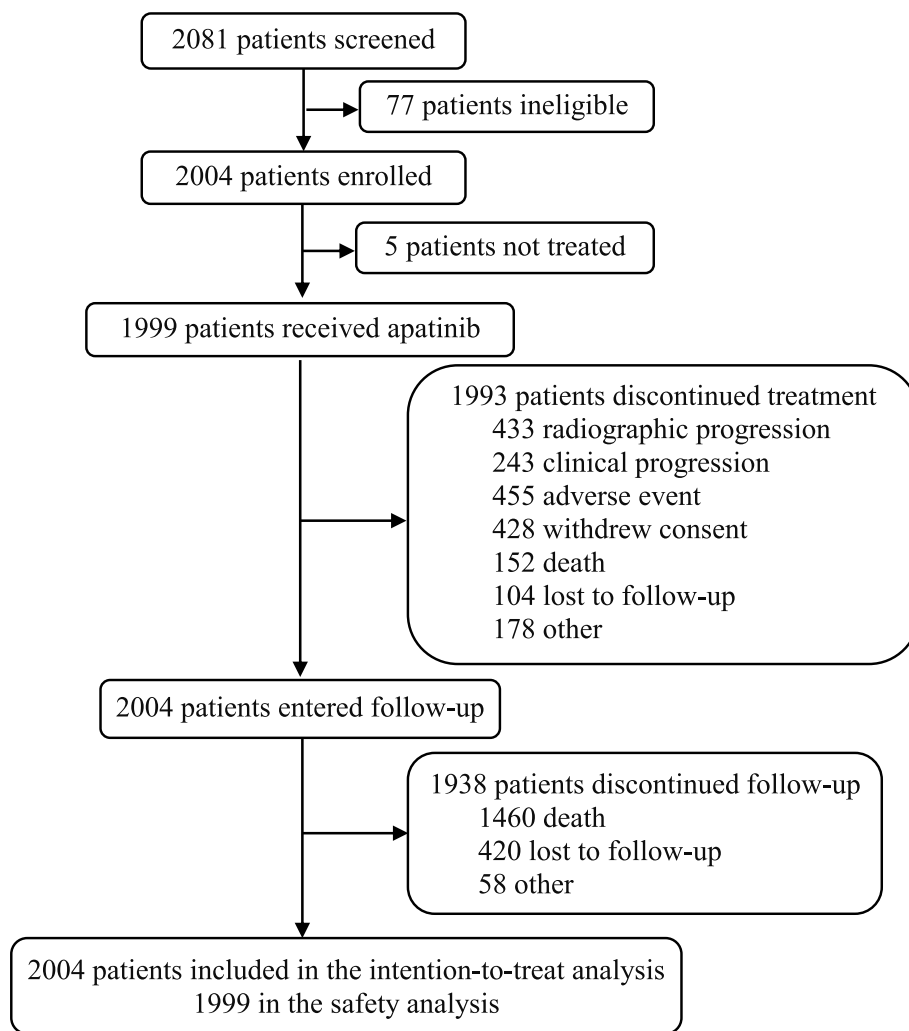 2081 patients screened
77 patients ineligible
2004 patients enrolled
5 patients not treated
1999 patients received apatinib
1993 patients discontinued treatment
433 radiographic progression
243 clinical progression
455 adverse event
428 withdrew consent
152 death
104 lost to follow-up
178 other
2004 patients entered follow-up
1938 patients discontinued follow-up
1460 death
420 lost to follow-up
58 other
2004 patients included in the intention-to-treat analysis
1999 in the safety analysis